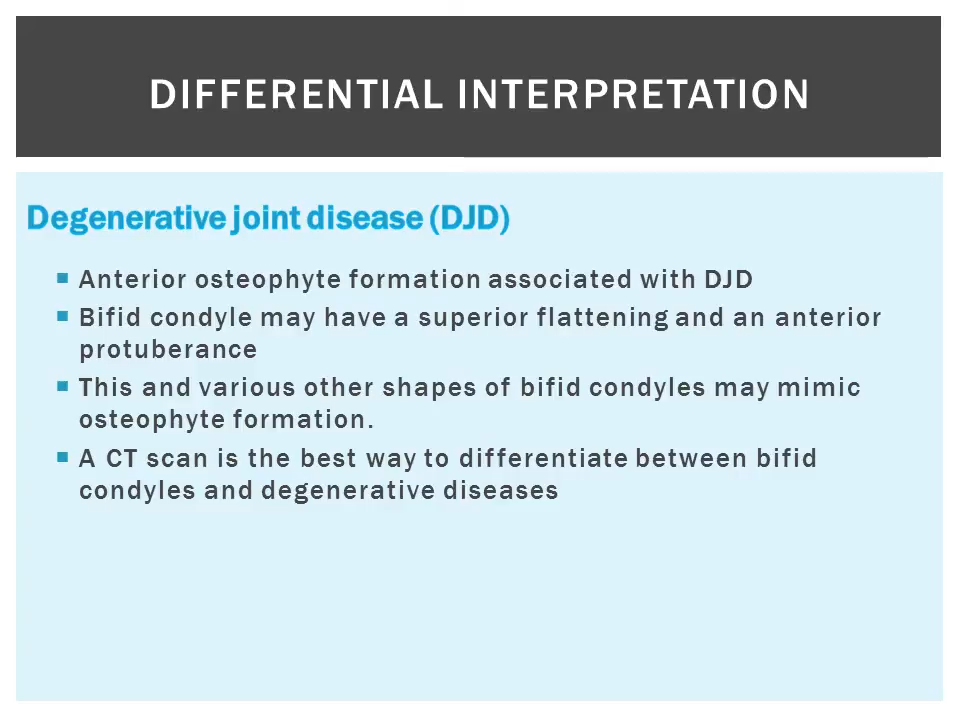 DIFFERENTIAL INTERPRETATION
Degenerative joint disease (DJD)
Anterior osteophyte formation associated with DJD
Bifid condyle may have a superior flattening and an anterior
protuberance
This and various other shapes of bifid condyles may mimic
osteophyte formation.
A CT scan is the best way to differentiate between bifid
condyles and degenerative diseases